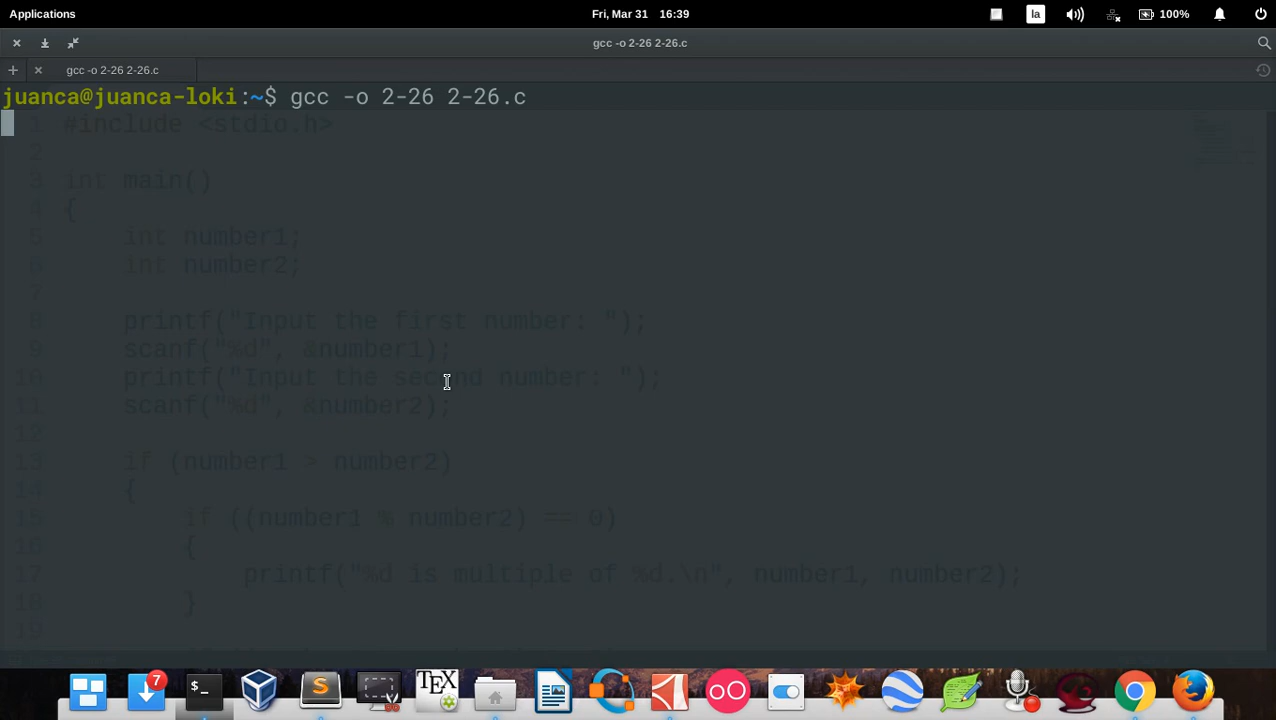 Applications
Fri, Mar 31 16:39
la
100%
gcc -o 2-26 2-26.c
gcc -o 2-26 2-26.c
juanca@juanca-loki:~$ gcc -o 2-26 2-26.c
1 #include <stdio.h>
2
3 int main()
4 {
5 int number1;
6 int number2;
7
8 printf("Input the first number: ");
9 scanf("%d", &number1);
10 printf("Input the second number: ");
11 scanf("%d", &number2);
12
13 if (number1 > number2)
14 {
15 if ((number1 % number2) == 0)
16 {
17 printf("%d is multiple of %d.\n", number1, number2);
18 }
19
7
>_
S
TEX